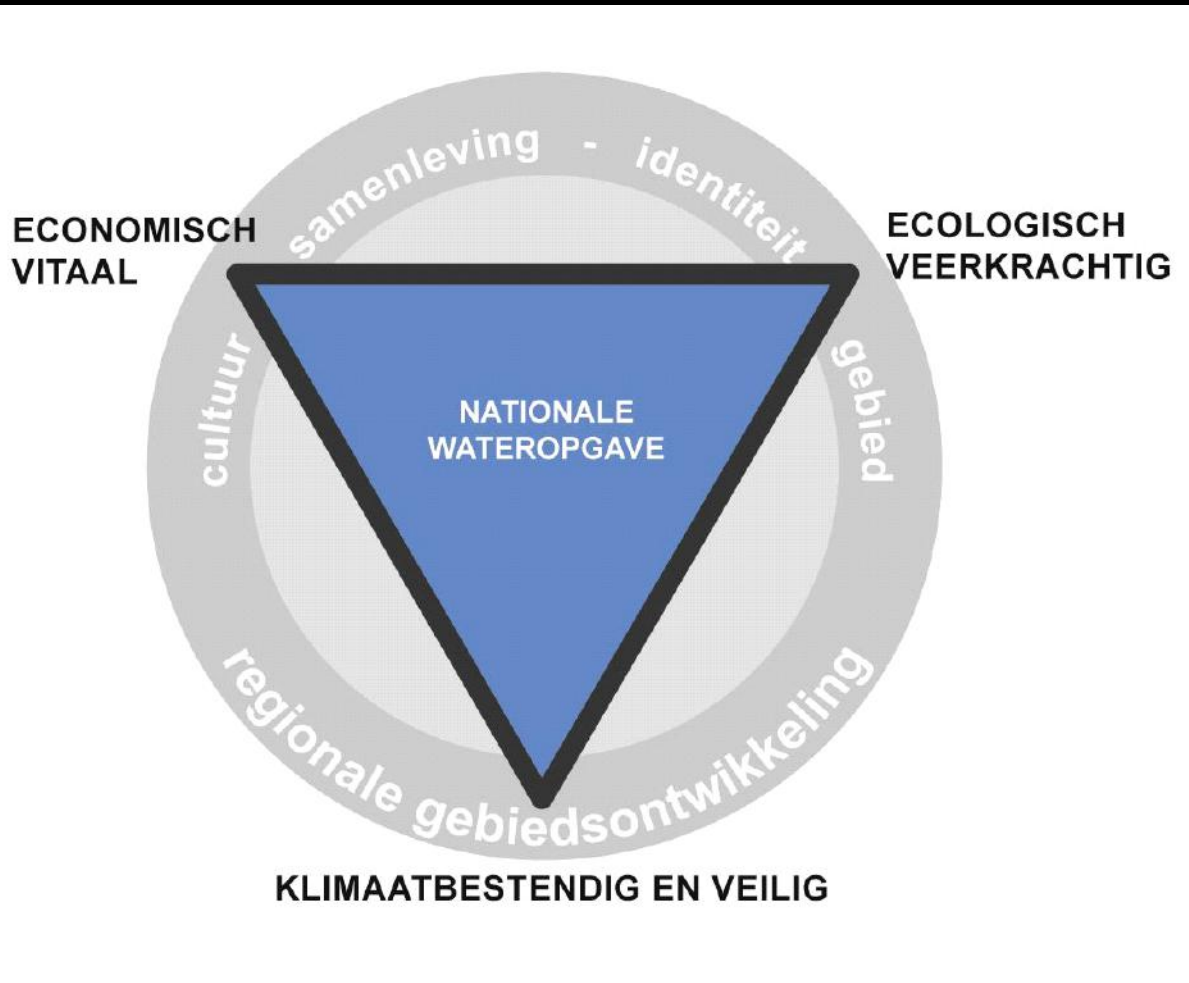 samenleving - identiteit
ECONOMISCH
VITAAL
ECOLOGISCH
VEERKRACHTIG
cultuur
gebied
NATIONALE
WATEROPGAVE
regionale gebiedsontwikkeling
KLIMAATBESTENDIG EN VEILIG